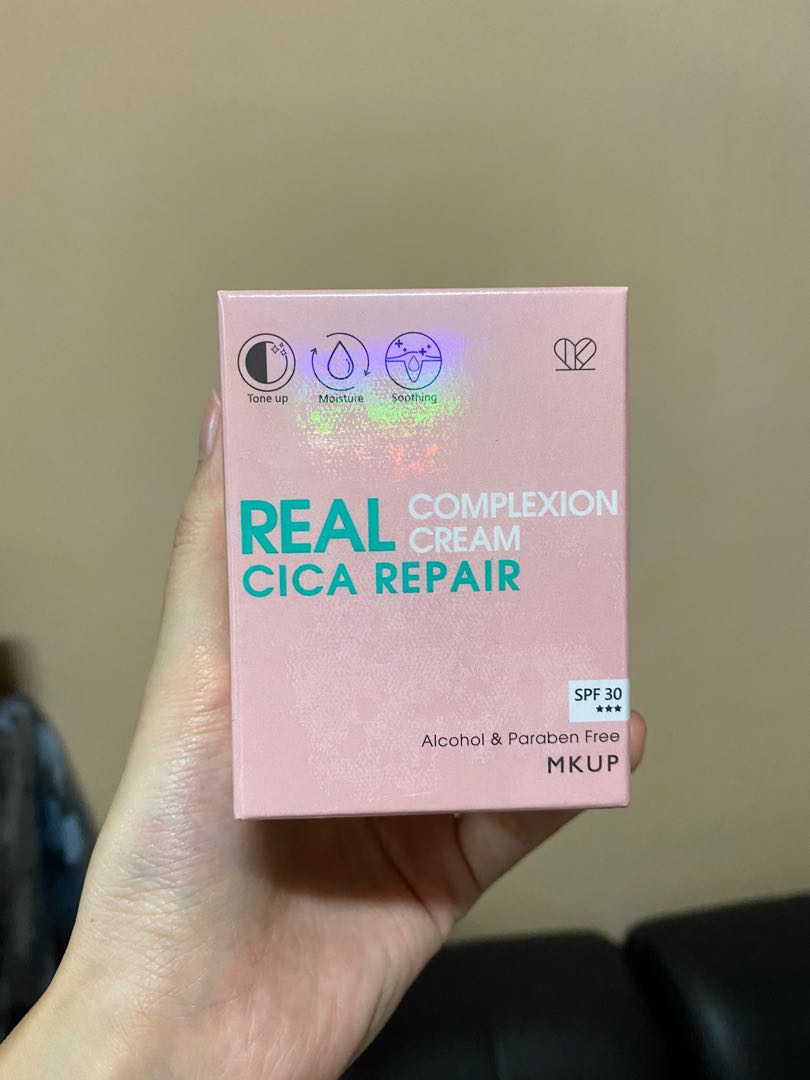 Tone up Moisture Soothing
REAL COMPLEXION
CREAM
CICA REPAIR
SPF 30
★★★
Alcohol & Paraben Free
MKUP